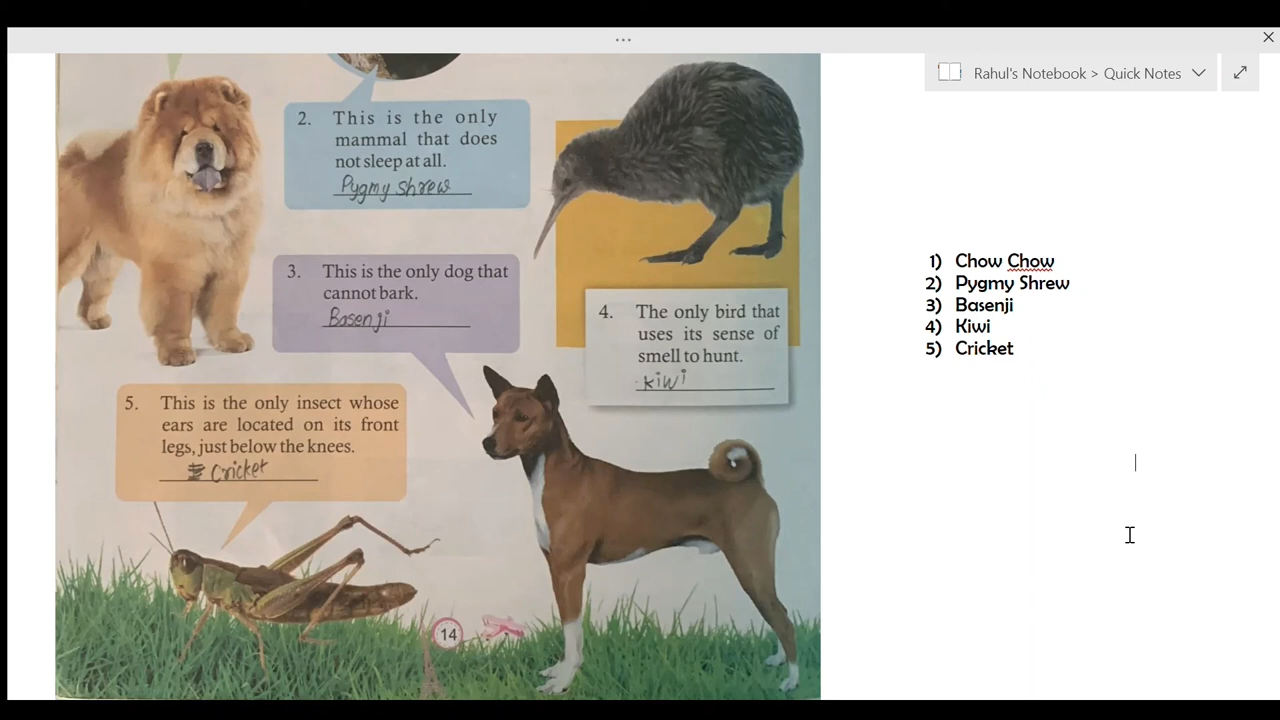 ...
Rahul's Notebook > Quick Notes
2. This is the only
mammal that does
not sleep at all.
Pygmy Shrew
3. This is the only dog that
cannot bark.
Basenji
4. The only bird that
uses its sense of
smell to hunt.
kiwi
5. This is the only insect whose
ears are located on its front
legs, just below the knees.
Cricket
14
1) Chow Chow
2) Pygmy Shrew
3) Basenji
4) Kiwi
5) Cricket